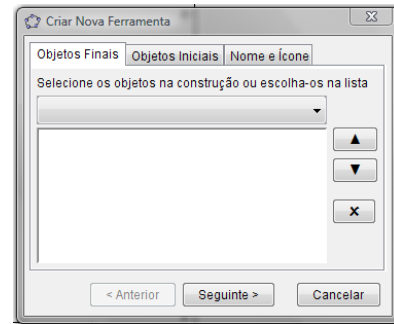 Criar Nova Ferramenta
Objetos Finais Objetos Iniciais Nome e Ícone
Selecione os objetos na construção ou escolha-os na lista
< Anterior Seguinte > Cancelar